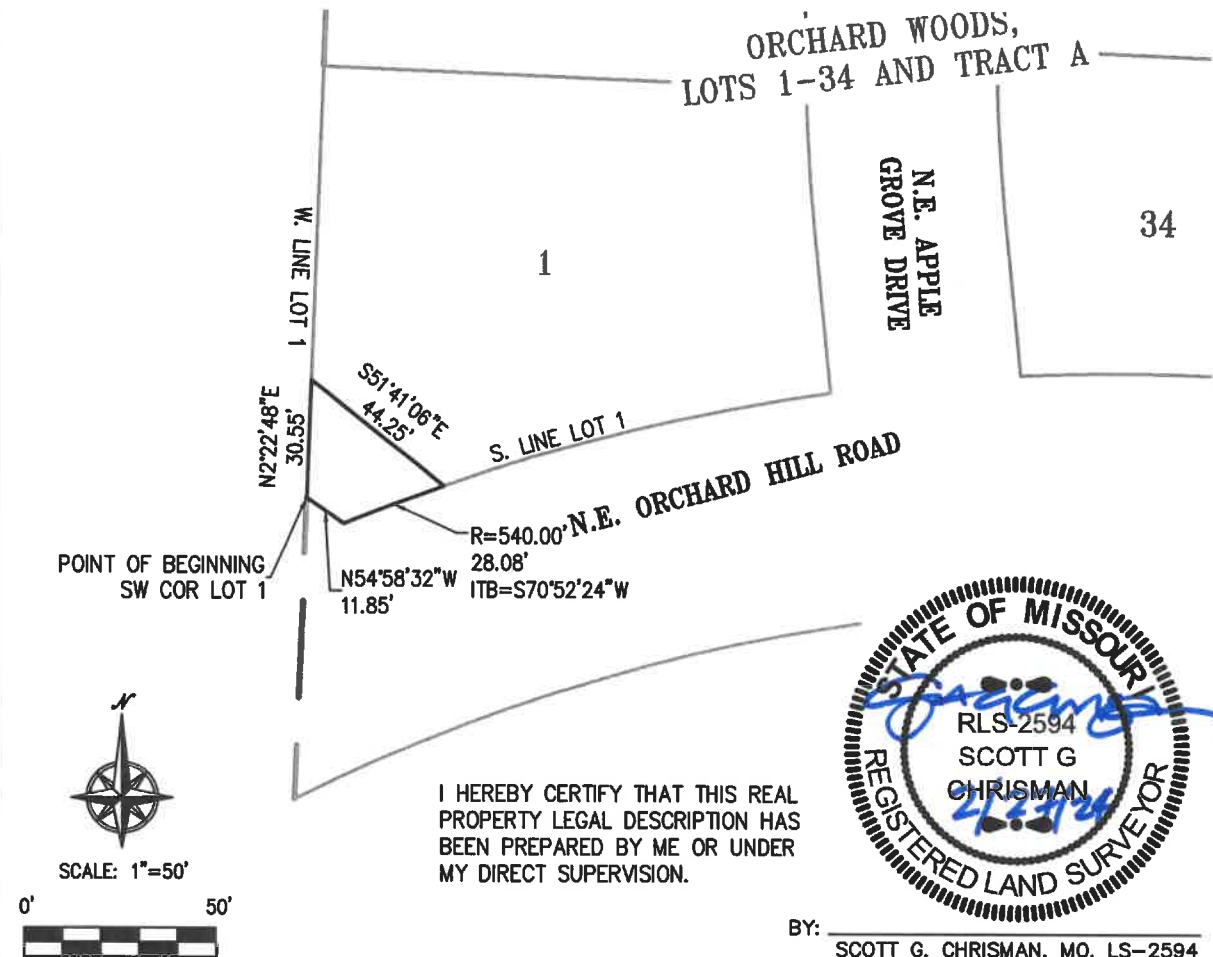 ORCHARD WOODS,
LOTS 1-34 AND TRACT A
N.E. APPLE
GROVE DRIVE
34
1
W. LINE LOT 1
S51°41'06"E
44.25'
N2°22'48"E
30.55'
S. LINE LOT 1
N.E. ORCHARD HILL ROAD
R=540.00'
28.08'
ITB=S70°52'24"W
POINT OF BEGINNING
SW COR LOT 1
N54°58'32"W
11.85'
N
SCALE: 1"=50'
0' 50'
I HEREBY CERTIFY THAT THIS REAL
PROPERTY LEGAL DESCRIPTION HAS
BEEN PREPARED BY ME OR UNDER
MY DIRECT SUPERVISION.
STATE OF MISSOURI
RLS-2594
SCOTT G
CHRISMAN
REGISTERED LAND SURVEYOR
BY:
SCOTT G. CHRISMAN, MO. LS-2594